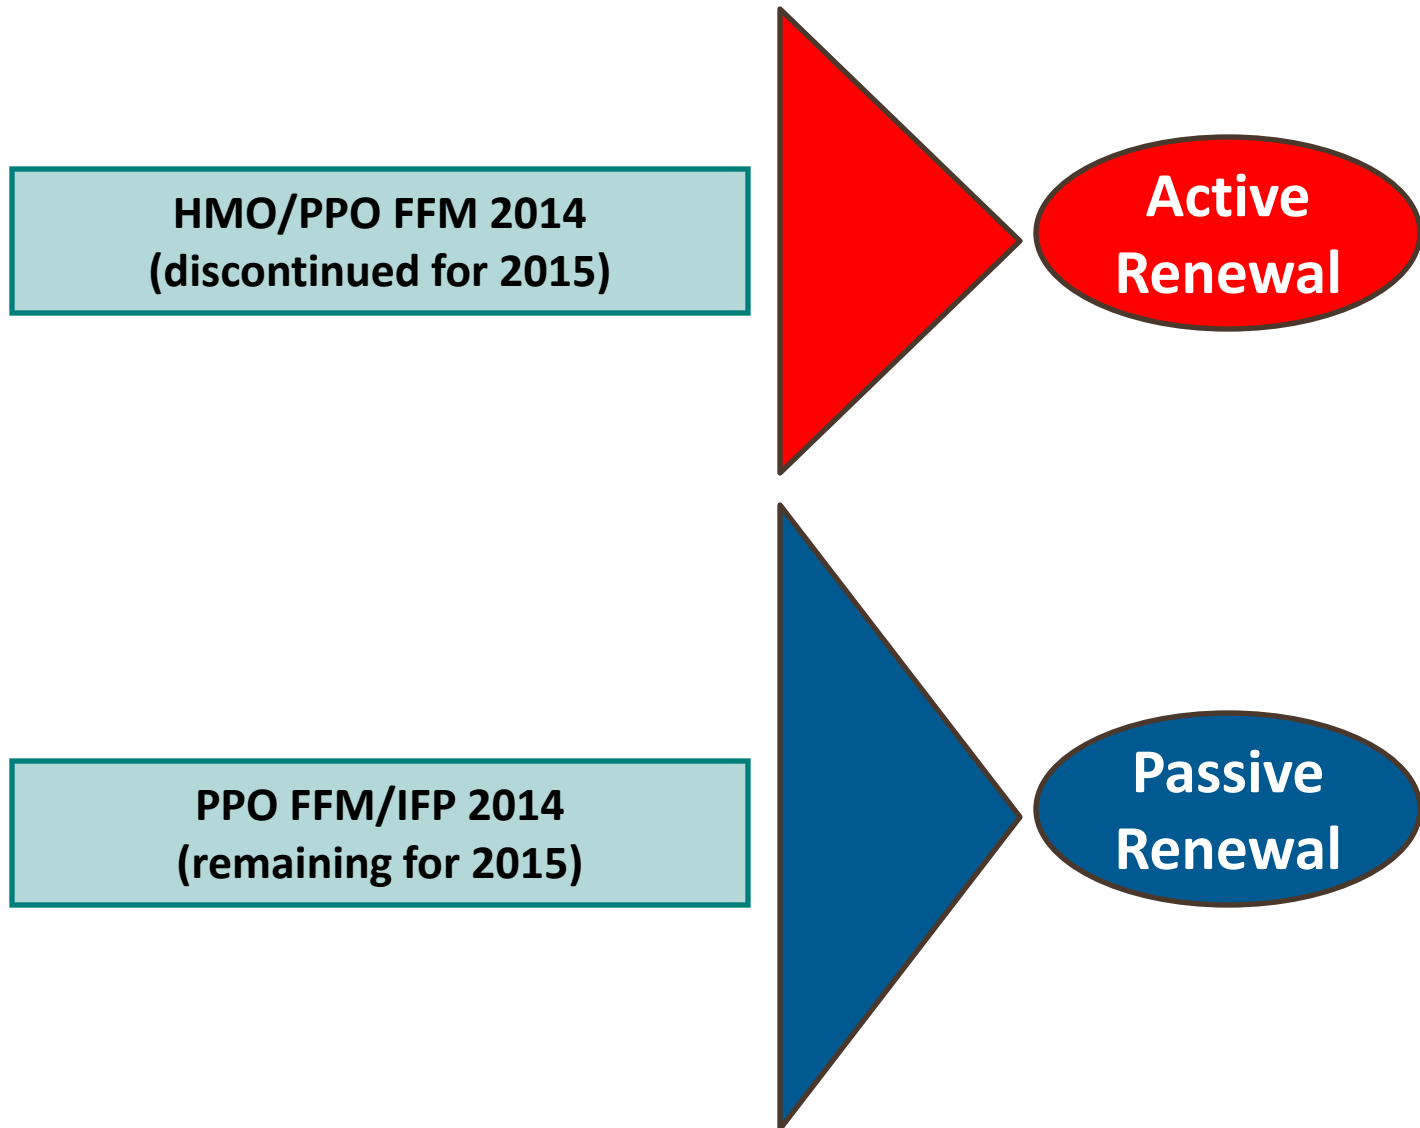 HMO/PPO FFM 2014
(discontinued for 2015)
Active
Renewal
PPO FFM/IFP 2014
(remaining for 2015)
Passive
Renewal